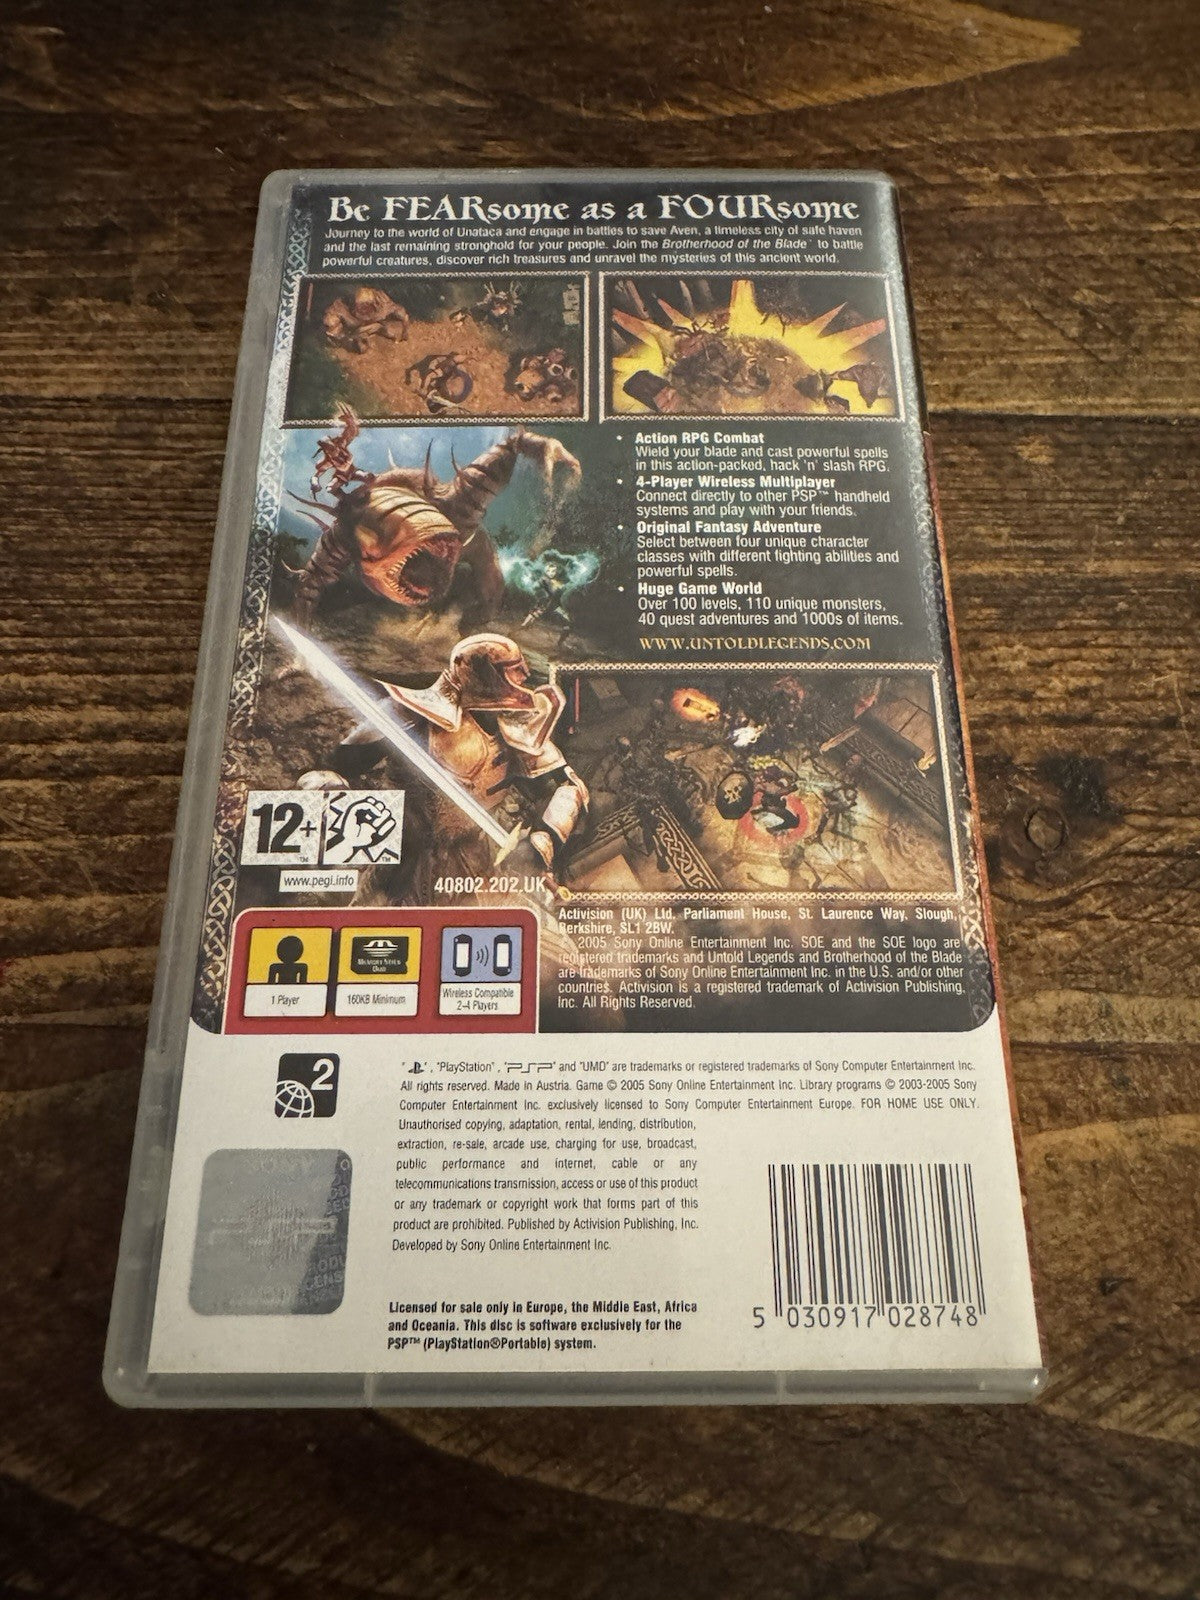 Be FEARsome as a FOURsome
Journey to the world of Unataca and engage in battles to save Aven, a timeless city of safe haven
and the last remaining stronghold for your people. Join the Brotherhood of the Blade™ to battle
powerful creatures, discover rich treasures and unravel the mysteries of this ancient world.
• Action RPG Combat
Wield your blade and cast powerful spells
in this action-packed, hack 'n' slash RPG.
• 4-Player Wireless Multiplayer
Connect directly to other PSP™ handheld
systems and play with your friends.
• Original Fantasy Adventure
Select between four unique character
classes with different fighting abilities and
powerful spells.
• Huge Game World
Over 100 levels, 110 unique monsters,
40 quest adventures and 1000s of items.
WWW.UNTOLDLEGENDS.COM
12+
www.pegi.info
40802.202.UK
Activision (UK) Ltd. Parliament House, St. Laurence Way, Slough,
Berkshire, SL1 2BW.
© 2005 Sony Online Entertainment Inc. SOE and the SOE logo are
registered trademarks and Untold Legends and Brotherhood of the Blade
are trademarks of Sony Online Entertainment Inc. in the U.S. and/or other
countries. Activision is a registered trademark of Activision Publishing,
Inc. All Rights Reserved.
MEMORY STICK
DUO
1 Player
160KB Minimum
Wireless Compatible
2-4 Players
2
" ", "PlayStation", "PSP" and "UMD" are trademarks or registered trademarks of Sony Computer Entertainment Inc.
All rights reserved. Made in Austria. Game © 2005 Sony Online Entertainment Inc. Library programs © 2003-2005 Sony
Computer Entertainment Inc. exclusively licensed to Sony Computer Entertainment Europe. FOR HOME USE ONLY.
Unauthorised copying, adaptation, rental, lending, distribution,
extraction, re-sale, arcade use, charging for use, broadcast,
public performance and internet, cable or any
telecommunications transmission, access or use of this product
or any trademark or copyright work that forms part of this
product are prohibited. Published by Activision Publishing, Inc.
Developed by Sony Online Entertainment Inc.
Licensed for sale only in Europe, the Middle East, Africa
and Oceania. This disc is software exclusively for the
PSP™ (PlayStation®Portable) system.
5 030917 028748